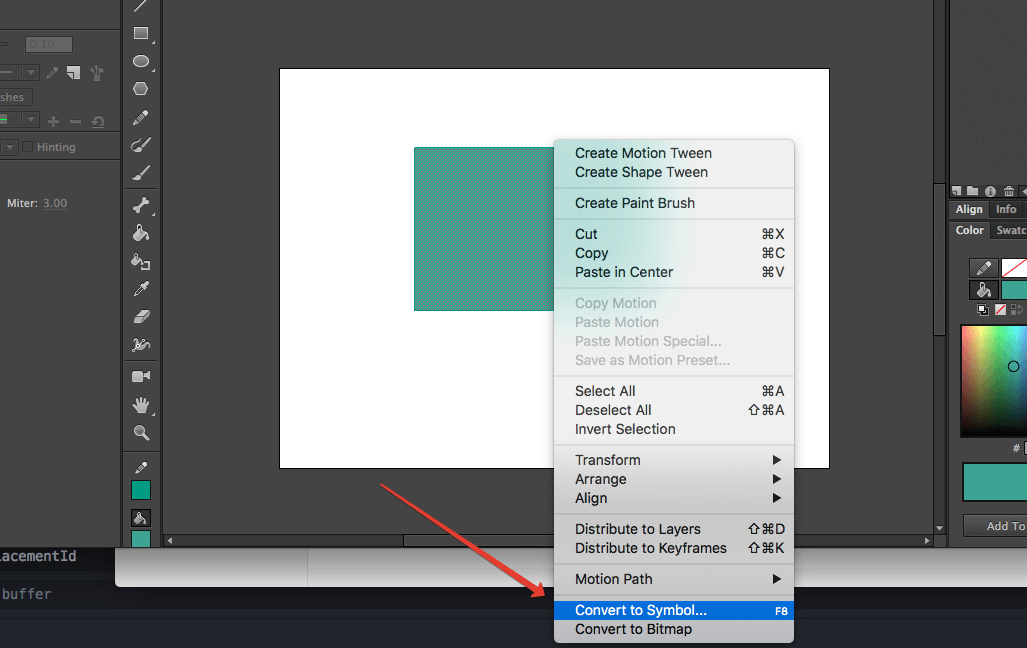 0.10
shes
Hinting
Miter: 3.00
Create Motion Tween
Create Shape Tween
Create Paint Brush
Cut ⌘X
Copy ⌘C
Paste in Center ⌘V
Copy Motion
Paste Motion
Paste Motion Special...
Save as Motion Preset...
Select All ⌘A
Deselect All ⇧⌘A
Invert Selection
Transform
Arrange
Align
Distribute to Layers ⇧⌘D
Distribute to Keyframes ⇧⌘K
Motion Path
Convert to Symbol... F8
Convert to Bitmap
Align Info
Color Swatc
#
Add To
lacementId
buffer